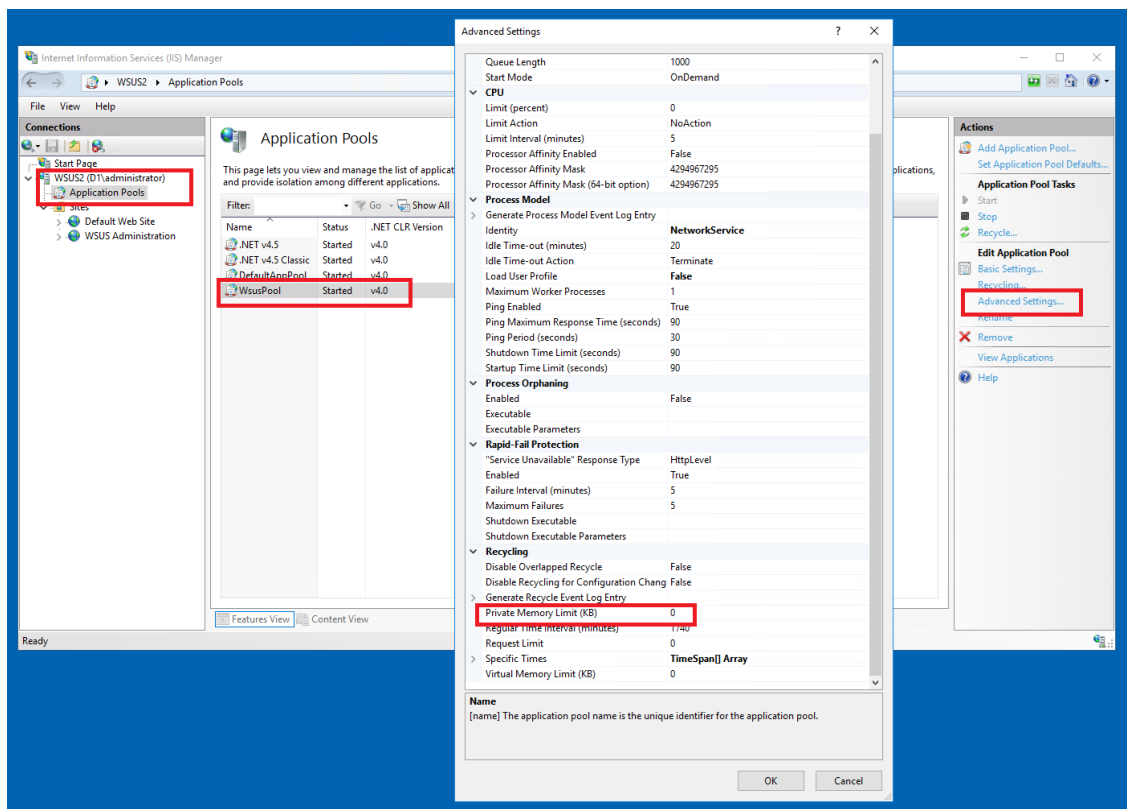 Advanced Settings
?
Internet Information Services (IIS) Manager
WSUS2 Application Pools
File View Help
Connections
Start Page
WSUS2 (D1\administrator)
Application Pools
Sites
Default Web Site
WSUS Administration
Application Pools
This page lets you view and manage the list of applicat
and provide isolation among different applications.
plications,
Filter: Go Show All
Name Status .NET CLR Version
.NET v4.5 Started v4.0
.NET v4.5 Classic Started v4.0
DefaultAppPool Started v4.0
WsusPool Started v4.0
Features View Content View
Ready
Queue Length 1000
Start Mode OnDemand
CPU
Limit (percent) 0
Limit Action NoAction
Limit Interval (minutes) 5
Processor Affinity Enabled False
Processor Affinity Mask 4294967295
Processor Affinity Mask (64-bit option) 4294967295
Process Model
Generate Process Model Event Log Entry
Identity NetworkService
Idle Time-out (minutes) 20
Idle Time-out Action Terminate
Load User Profile False
Maximum Worker Processes 1
Ping Enabled True
Ping Maximum Response Time (seconds) 90
Ping Period (seconds) 30
Shutdown Time Limit (seconds) 90
Startup Time Limit (seconds) 90
Process Orphaning
Enabled False
Executable
Executable Parameters
Rapid-Fail Protection
"Service Unavailable" Response Type HttpLevel
Enabled True
Failure Interval (minutes) 5
Maximum Failures 5
Shutdown Executable
Shutdown Executable Parameters
Recycling
Disable Overlapped Recycle False
Disable Recycling for Configuration Chang False
Generate Recycle Event Log Entry
Private Memory Limit (KB) 0
Regular Time Interval (minutes) 1740
Request Limit 0
Specific Times TimeSpan[] Array
Virtual Memory Limit (KB) 0
Name
[name] The application pool name is the unique identifier for the application pool.
OK Cancel
Actions
Add Application Pool...
Set Application Pool Defaults...
Application Pool Tasks
Start
Stop
Recycle...
Edit Application Pool
Basic Settings...
Recycling...
Advanced Settings...
Rename
Remove
View Applications
Help